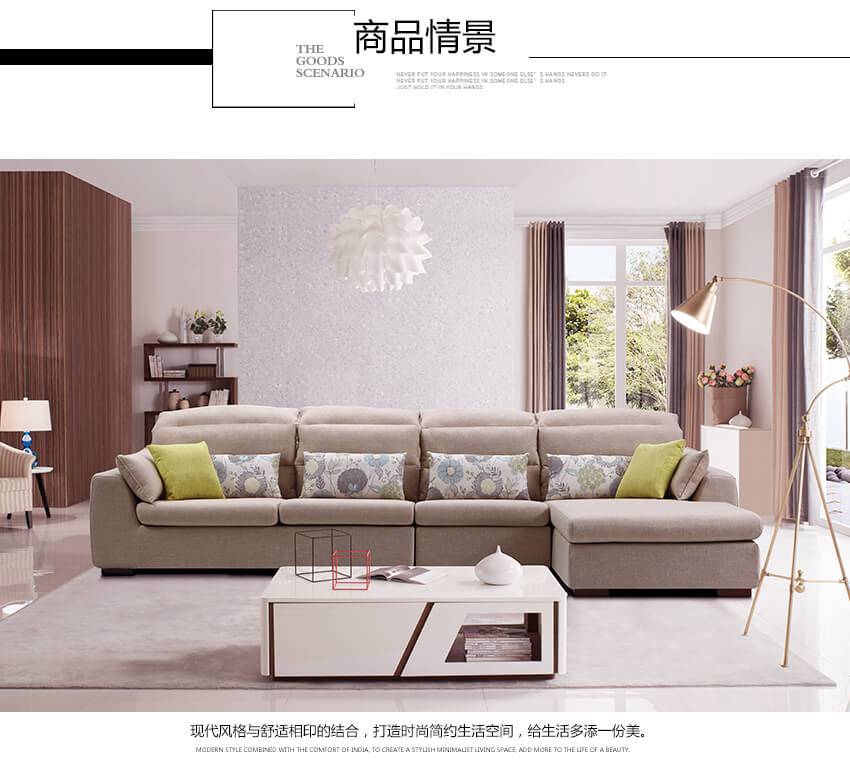 商品情景
THE
GOODS
SCENARIO
NEVER PUT YOUR HAPPINESS IN SOMEONE ELSE'S HANDS NEVERS DO IT
NEVER PUT YOUR HAPPINESS IN SOMEONE ELSE'S HANDS
JUST HOLD IT IN YOUR HANDS
现代风格与舒适相印的结合，打造时尚简约生活空间，给生活多添一份美。
MODERN STYLE COMBINED WITH THE COMFORT OF INDIA, TO CREATE A STYLISH MINIMALIST LIVING SPACE, ADD MORE TO THE LIFE OF A BEAUTY.